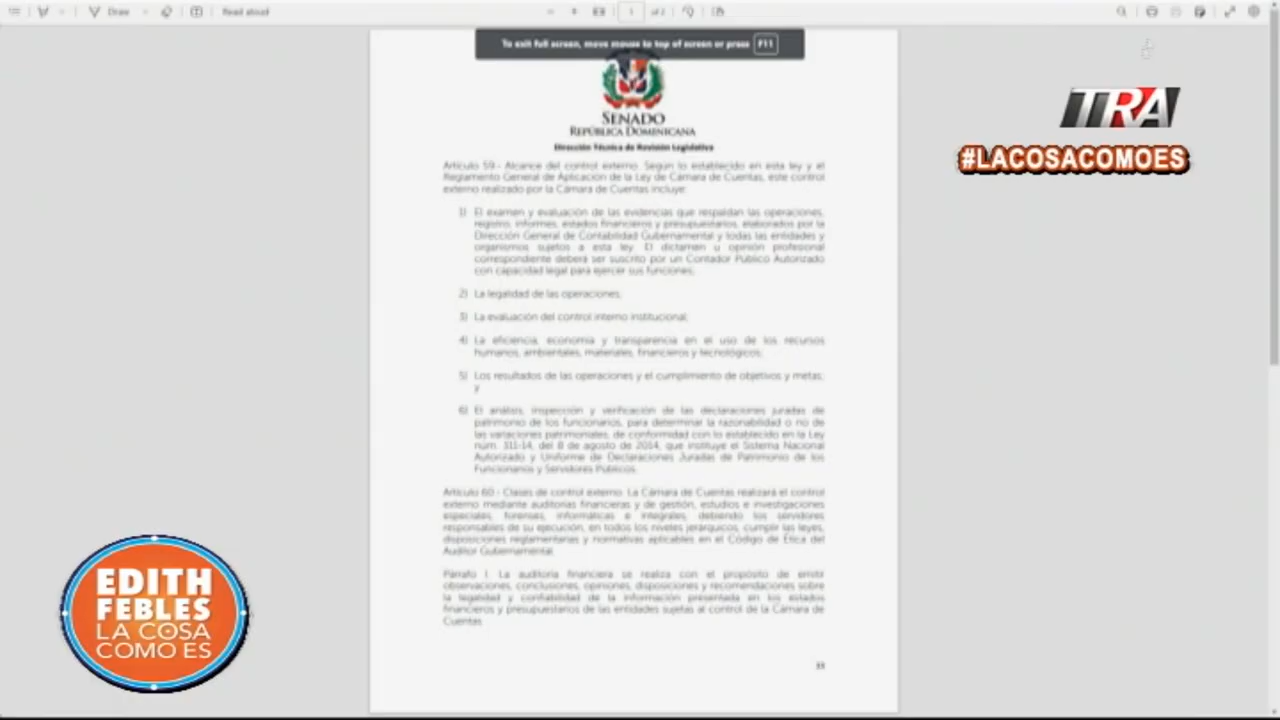 Draw
Read aloud
1
of 2
To exit full screen, move mouse to top of screen or press F11
SENADO
REPÚBLICA DOMINICANA
Dirección Técnica de Revisión Legislativa
TRA
#LACOSACOMOES
Artículo 59.- Alcance del control externo. Según lo establecido en esta ley y el
Reglamento General de Aplicación de la Ley de Cámara de Cuentas, este control
externo realizado por la Cámara de Cuentas incluye:
1) El examen y evaluación de las evidencias que respaldan las operaciones,
registro, informes, estados financieros y presupuestarios, elaborados por la
Dirección General de Contabilidad Gubernamental y todas las entidades y
organismos sujetos a esta ley. El dictamen u opinión profesional
correspondiente deberá ser suscrito por un Contador Público Autorizado
con capacidad legal para ejercer sus funciones;
2) La legalidad de las operaciones;
3) La evaluación del control interno institucional;
4) La eficiencia, economía y transparencia en el uso de los recursos
humanos, ambientales, materiales, financieros y tecnológicos;
5) Los resultados de las operaciones y el cumplimiento de objetivos y metas;
y
6) El análisis, inspección y verificación de las declaraciones juradas de
patrimonio de los funcionarios, para determinar la razonabilidad o no de
las variaciones patrimoniales, de conformidad con lo establecido en la Ley
núm. 311-14, del 8 de agosto de 2014, que instituye el Sistema Nacional
Autorizado y Uniforme de Declaraciones Juradas de Patrimonio de los
Funcionarios y Servidores Públicos.
Artículo 60.- Clases de control externo. La Cámara de Cuentas realizará el control
externo mediante auditorías financieras y de gestión, estudios e investigaciones
especiales, forenses, informáticas e integrales, debiendo los servidores
responsables de su ejecución, en todos los niveles jerárquicos, cumplir las leyes,
disposiciones reglamentarias y normativas aplicables en el Código de Ética del
Auditor Gubernamental.
Párrafo I. La auditoría financiera se realiza con el propósito de emitir
observaciones, conclusiones, opiniones, disposiciones y recomendaciones sobre
la legalidad y confiabilidad de la información presentada en los estados
financieros y presupuestarios de las entidades sujetas al control de la Cámara de
Cuentas.
33
EDITH
FEBLES
LA COSA
COMO ES